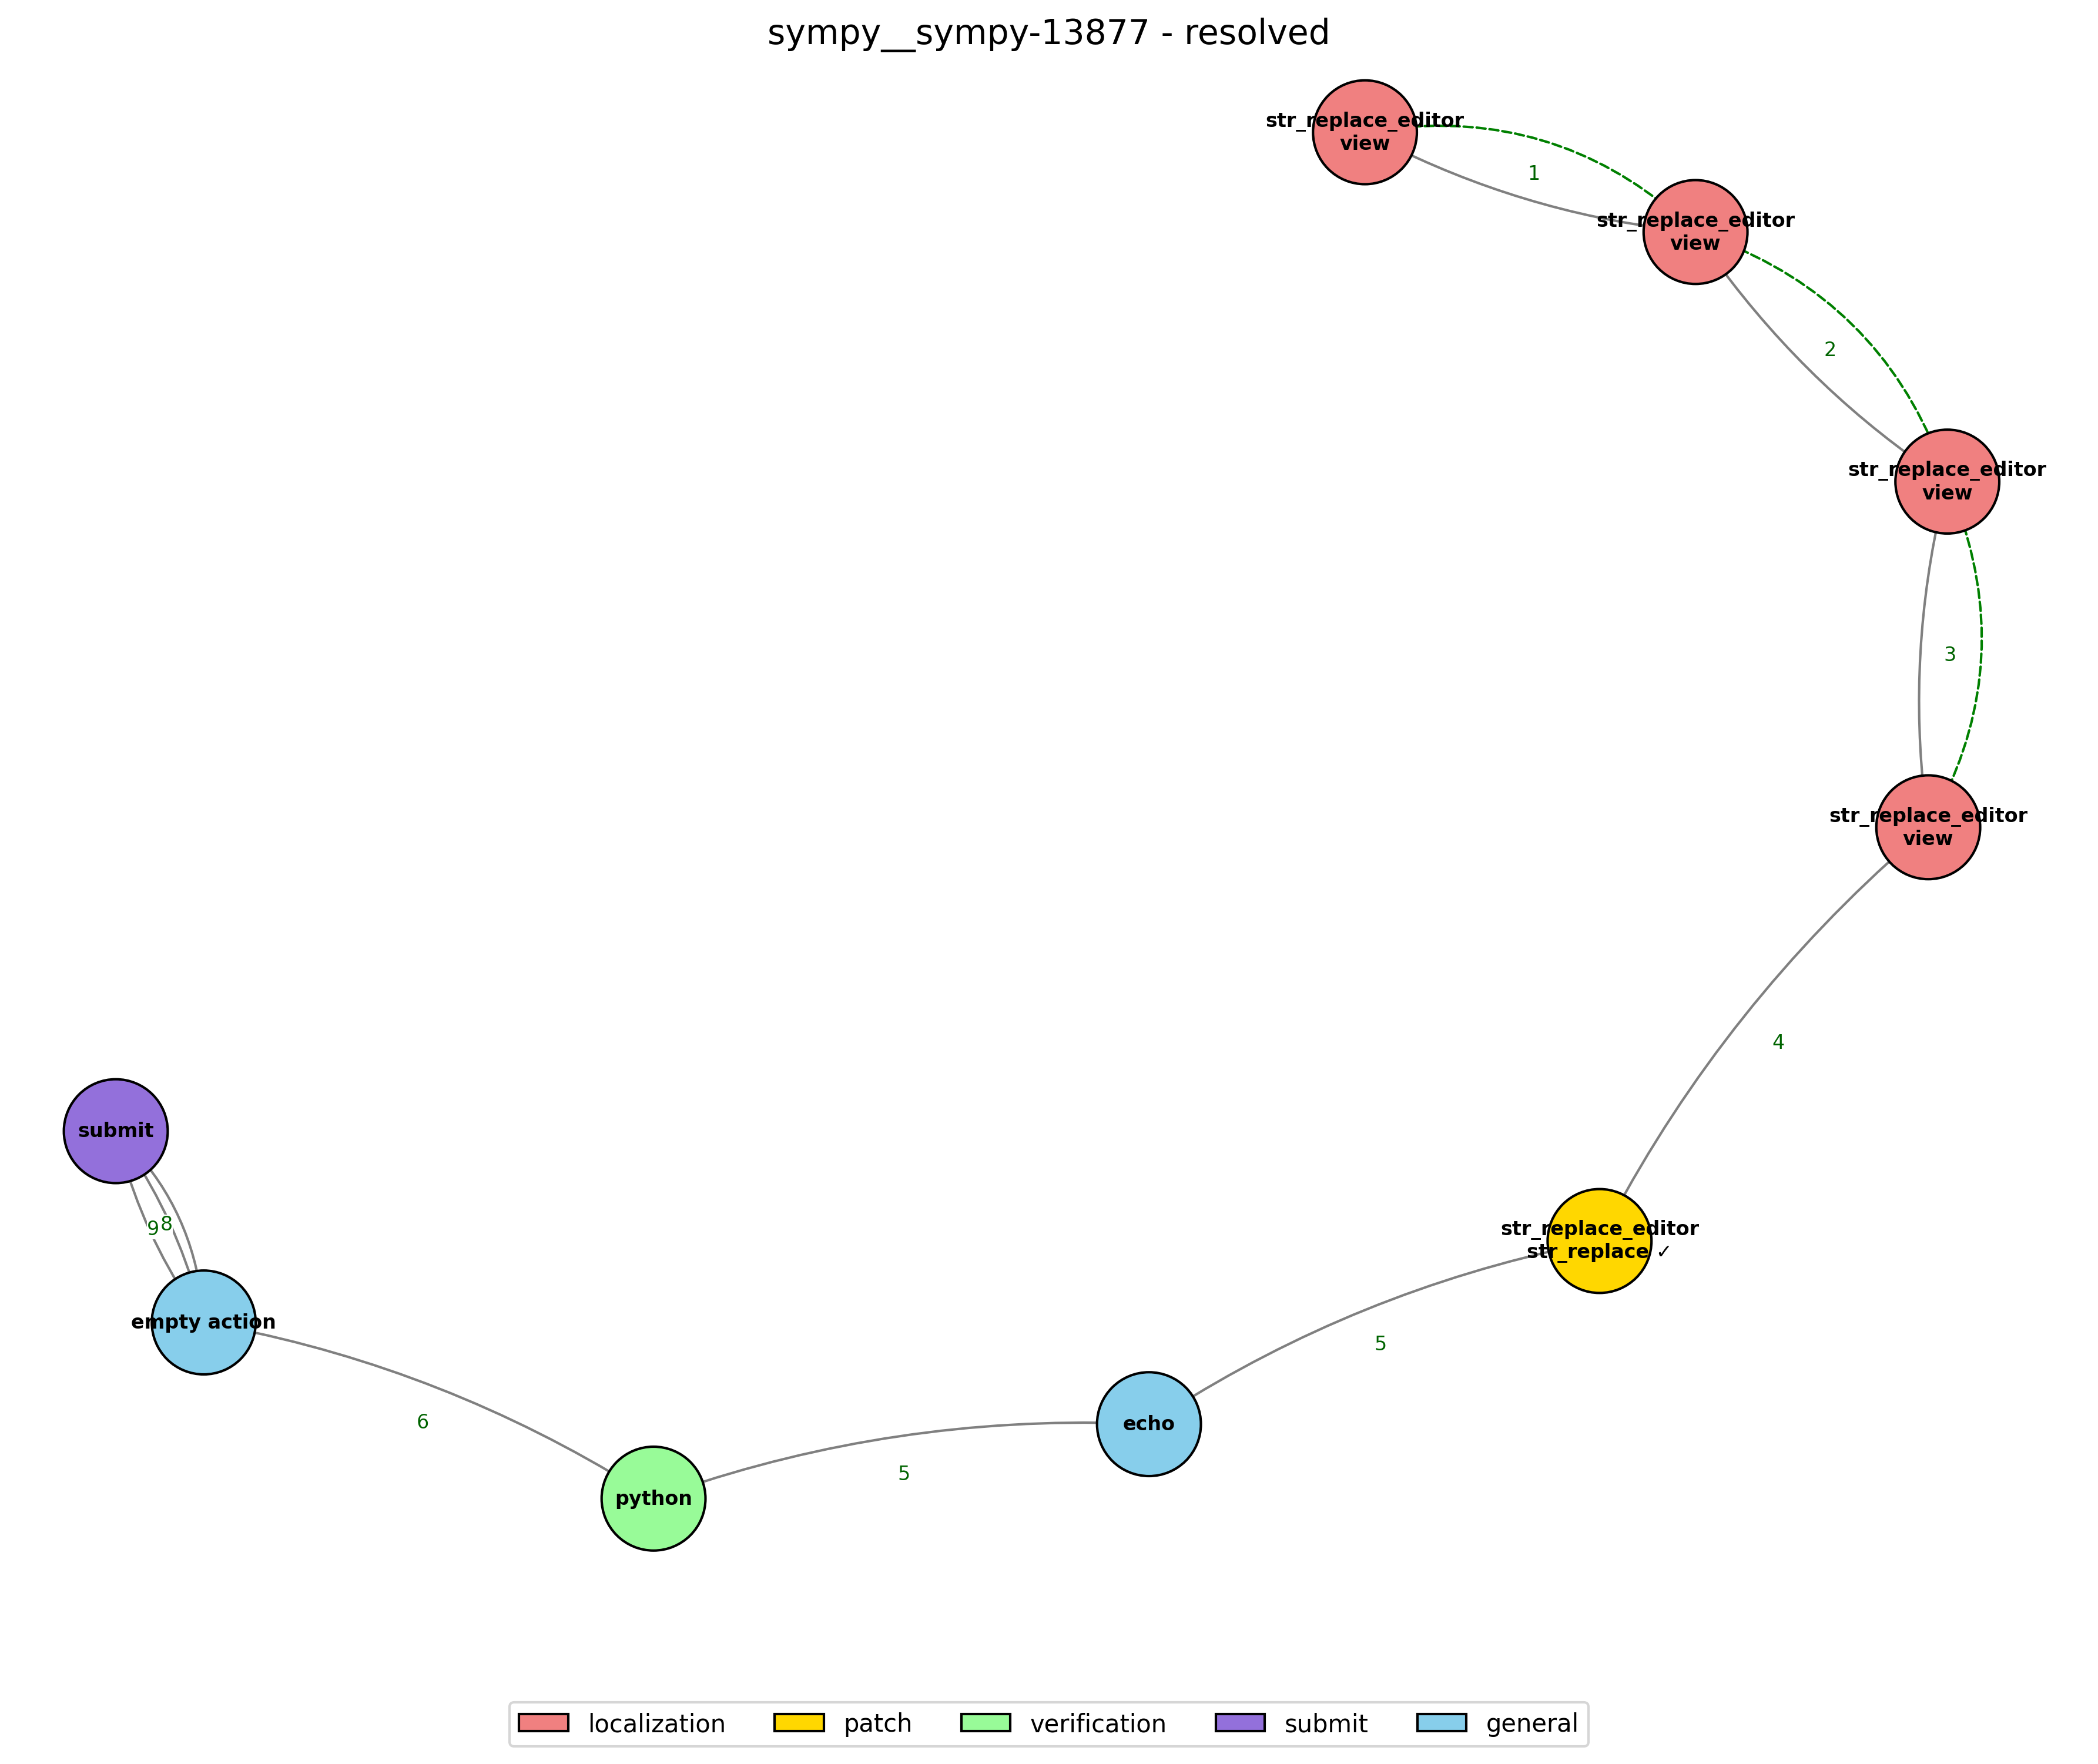 sympy__sympy-13877 - resolved
str_replace_editor
view
1
str_replace_editor
view
2
str_replace_editor
view
3
str_replace_editor
view
4
submit
9
8
str_replace_editor
str_replace ✓
empty action
5
6
echo
5
python
localization
patch
verification
submit
general